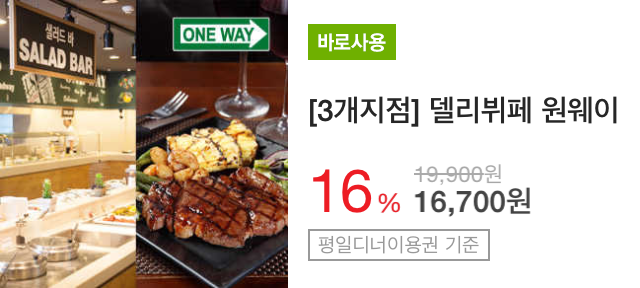 샐러드 바
SALAD BAR
ONE WAY
바로사용
[3개지점] 델리뷔페 원웨이
16%
19,900원
16,700원
평일디너이용권 기준